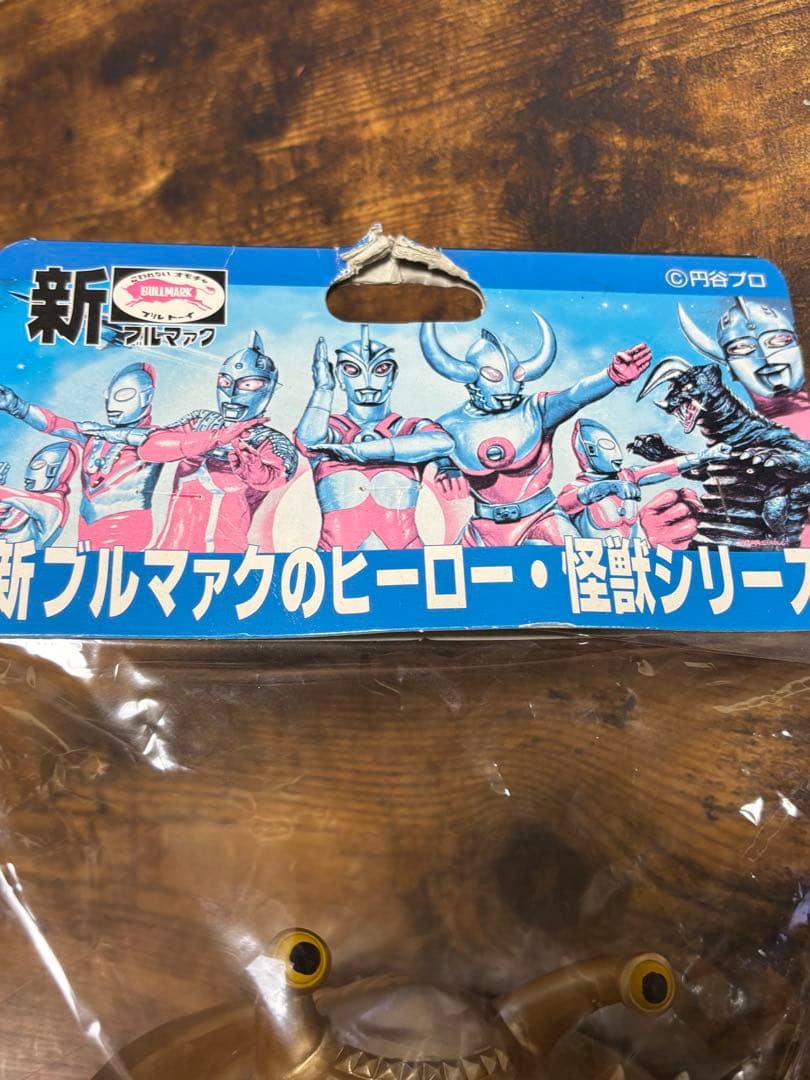 新
こわれない オモチャ
BULLMARK
ブル トーイ
ブルマァク
©円谷プロ
新ブルマァクのヒーロー・怪獣シリーズ